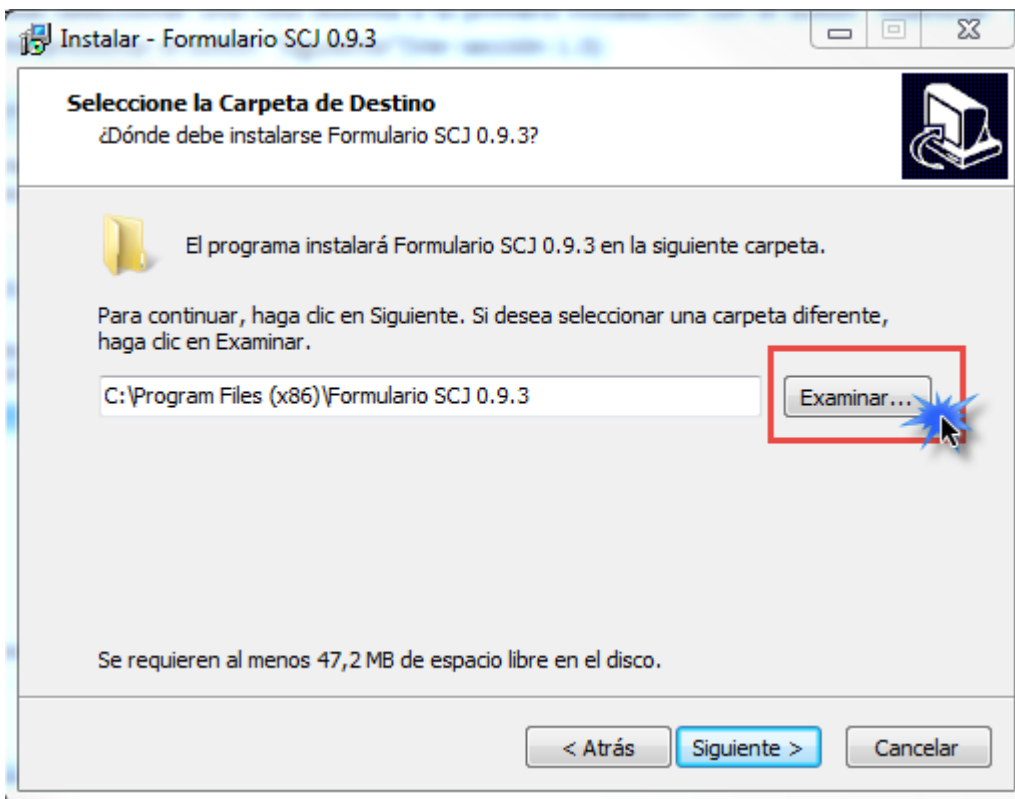 Instalar - Formulario SCJ 0.9.3
Seleccione la Carpeta de Destino
¿Dónde debe instalarse Formulario SCJ 0.9.3?
El programa instalará Formulario SCJ 0.9.3 en la siguiente carpeta.
Para continuar, haga clic en Siguiente. Si desea seleccionar una carpeta diferente,
haga clic en Examinar.
C:\Program Files (x86)\Formulario SCJ 0.9.3
Examinar...
Se requieren al menos 47,2 MB de espacio libre en el disco.
< Atrás
Siguiente >
Cancelar